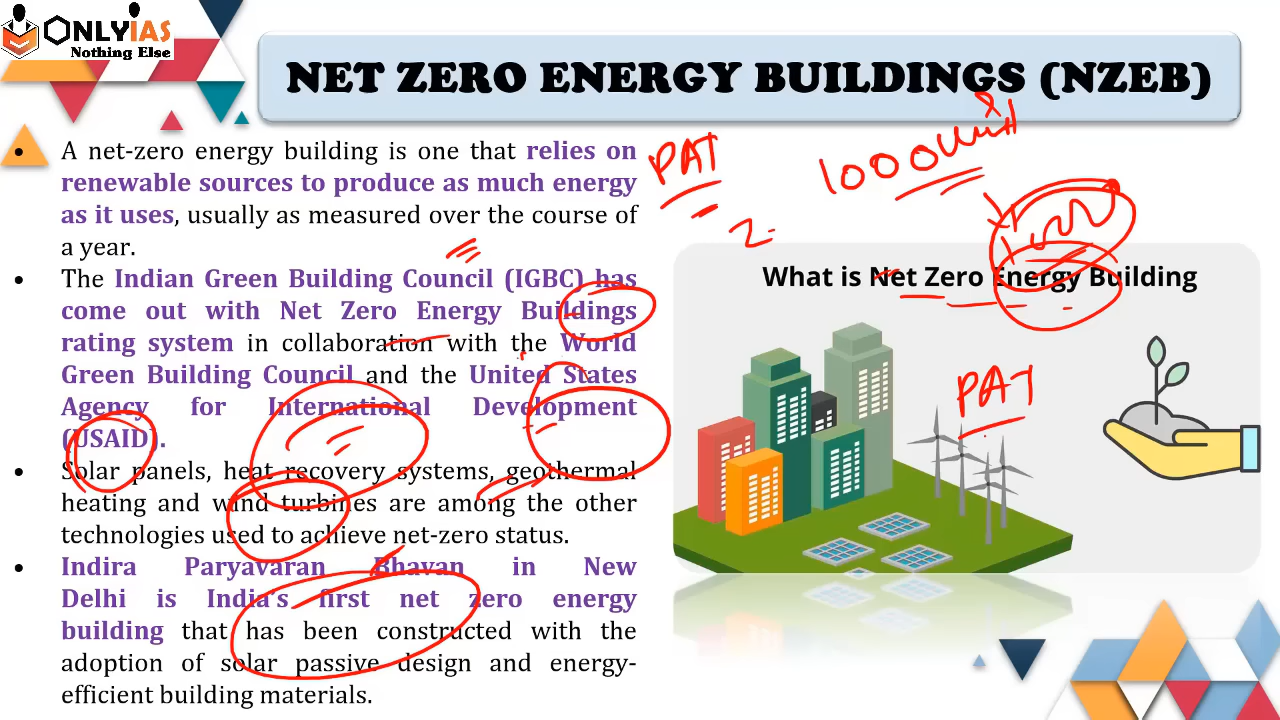 ONLYIAS
Nothing Else
NET ZERO ENERGY BUILDINGS (NZEB)
• A net-zero energy building is one that relies on
renewable sources to produce as much energy
as it uses, usually as measured over the course of
a year.
• The Indian Green Building Council (IGBC) has
come out with Net Zero Energy Buildings
rating system in collaboration with the World
Green Building Council and the United States
Agency for International Development
(USAID).
• Solar panels, heat recovery systems, geothermal
heating and wind turbines are among the other
technologies used to achieve net-zero status.
• Indira Paryavaran Bhavan in New
Delhi is India's first net zero energy
building that has been constructed with the
adoption of solar passive design and energy-
efficient building materials.
PAT
1000 unit
2.
What is Net Zero Energy Building
PAT